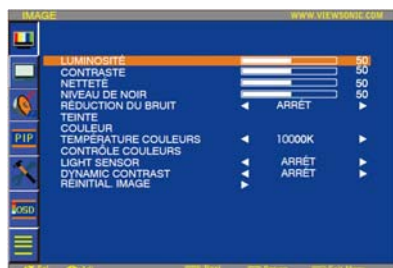 IMAGE WWW.VIEWSONIC.COM
LUMINOSITÉ 50
CONTRASTE 50
NETTETÉ 50
NIVEAU DE NOIR 50
RÉDUCTION DU BRUIT ARRÊT
TEINTE
COULEUR
TEMPÉRATURE COULEURS 10000K
CONTRÔLE COULEURS
LIGHT SENSOR ARRÊT
DYNAMIC CONTRAST ARRÊT
RÉINITIAL. IMAGE
PIP
OSD